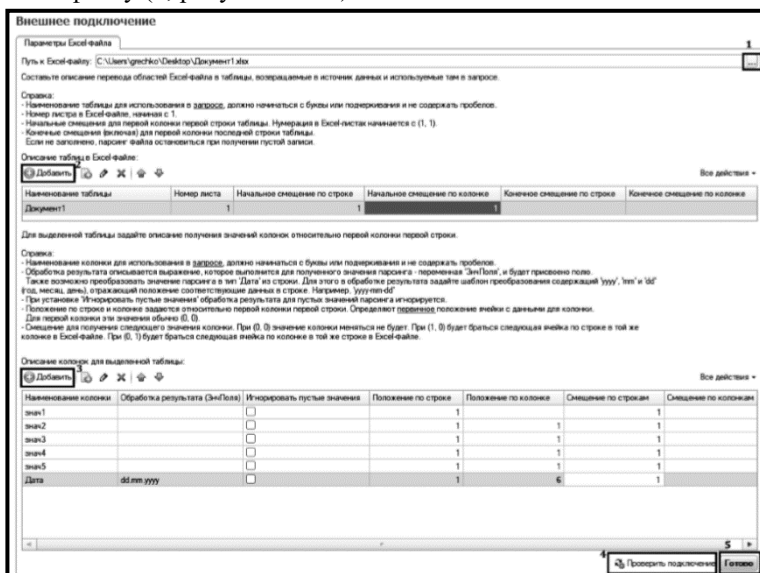 Внешнее подключение
Параметры Excel-файла
1
Путь к Excel-файлу: C:\Users\grechko\Desktop\Документ1.xlsx ...
Составьте описание перевода областей Excel-файла в таблицы, возвращаемые в источник данных и используемые там в запросе.
Справка:
- Наименование таблицы для использования в запросе, должно начинаться с буквы или подчеркивания и не содержать пробелов.
- Номер листра в Excel-файле, начиная с 1.
- Начальные смещения для первой колонки первой строки таблицы. Нумерация в Excel-листах начинается с (1, 1).
- Конечные смещения (включая) для первой колонки последней строки таблицы.
Если не заполнено, парсинг файла остановиться при получении пустой записи.
Описание таблиц в Excel-файле:
2
Добавить Все действия
Наименование таблицы Номер листа Начальное смещение по строке Начальное смещение по колонке Конечное смещение по строке Конечное смещение по колонке
Документ1 1 1 1
Для выделенной таблицы задайте описание получения значений колонок относительно первой колонки первой строки.
Справка:
- Наименование колонки для использования в запросе, должно начинаться с буквы или подчеркивания и не содержать пробелов.
- Обработка результата описывается выражение, которое выполнится для полученного значения парсинга - переменная 'ЗнчПоля', и будет присвоено полю.
Также возможно преобразовать значение парсинга в тип 'Дата' из строки. Для этого в обработке результата задайте шаблон преобразования содержащий 'yyyy', 'mm' и 'dd'
(год, месяц, день), отражающий положение соответствующие данных в строке. Например, 'yyyy-mm-dd'
- При установке 'Игнорировать пустые значения' обработка результата для пустых значений парсинга игнорируется.
- Положение по строке и колонке задаются относительно первой колонки первой строки. Определяют первичное положение ячейки с данными для колонки.
Для первой колонки эти значения обычно (0, 0).
- Смещение для получения следующего значения колонки. При (0, 0) значение колонки меняться не будет. При (1, 0) будет браться следующая ячейка по строке в той же
колонке в Excel-файле. При (0, 1) будет браться следующая ячейка по колонке в той же строке в Excel-файле.
Описание колонок для выделенной таблицы:
3
Добавить Все действия
Наименование колонки Обработка результата (ЗнчПоля) Игнорировать пустые значения Положение по строке Положение по колонке Смещение по строкам Смещение по колонкам
знач1 1 1
знач2 1 1 1
знач3 1 1 1
знач4 1 1 1
знач5 1 1 1
Дата dd.mm.yyyy 1 6 1
4 5
Проверить подключение Готово